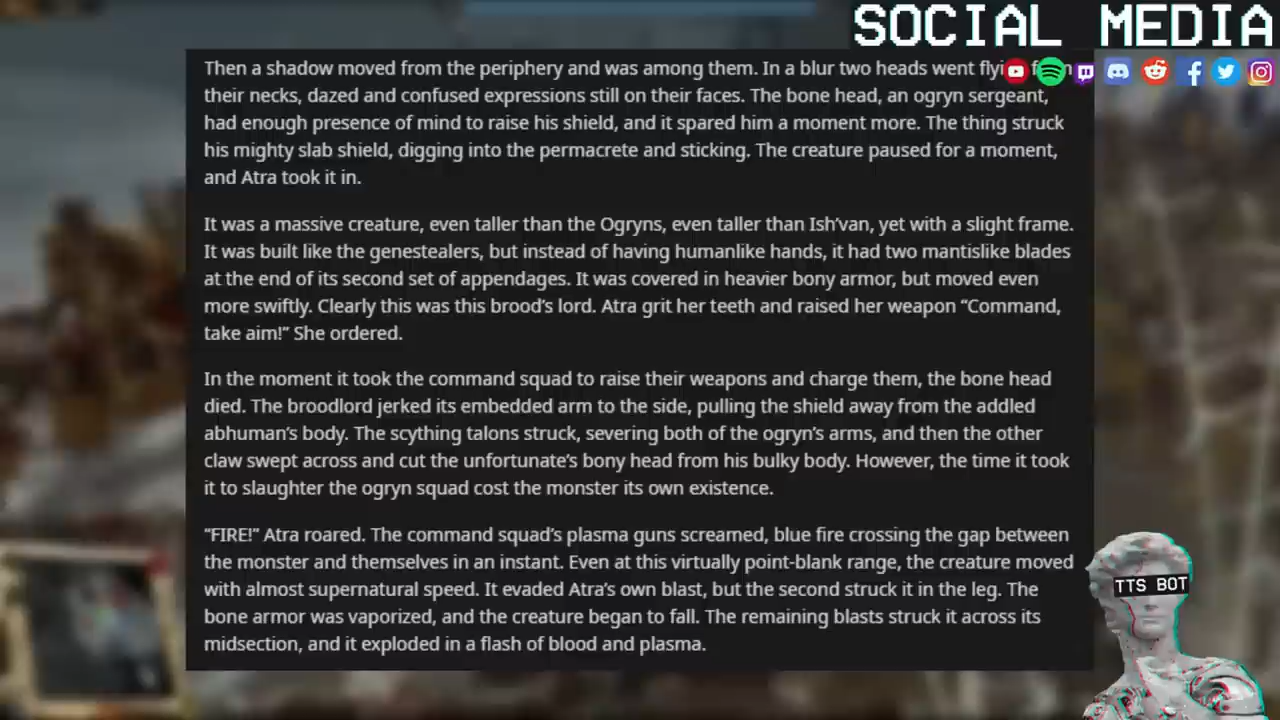 SOCIAL MEDIA
Then a shadow moved from the periphery and was among them. In a blur two heads went
their necks, dazed and confused expressions still on their faces. The bone head, an ogryn sergeant,
had enough presence of mind to raise his shield, and it spared him a moment more. The thing struck
his mighty slab shield, digging into the permacrete and sticking. The creature paused for a moment,
and Atra took it in.
It was a massive creature, even taller than the Ogryns, even taller than Ish’van, yet with a slight frame.
It was built like the genestealers, but instead of having humanlike hands, it had two mantislike blades
at the end of its second set of appendages. It was covered in heavier bony armor, but moved even
more swiftly. Clearly this was this brood’s lord. Atra grit her teeth and raised her weapon “Command,
take aim!” She ordered.
In the moment it took the command squad to raise their weapons and charge them, the bone head
died. The broodlord jerked its embedded arm to the side, pulling the shield away from the addled
abhuman’s body. The scything talons struck, severing both of the ogryn’s arms, and then the other
claw swept across and cut the unfortunate’s bony head from his bulky body. However, the time it took
it to slaughter the ogryn squad cost the monster its own existence.
“FIRE!” Atra roared. The command squad’s plasma guns screamed, blue fire crossing the gap between
the monster and themselves in an instant. Even at this virtually point-blank range, the creature moved
with almost supernatural speed. It evaded Atra’s own blast, but the second struck it in the leg. The
bone armor was vaporized, and the creature began to fall. The remaining blasts struck it across its
midsection, and it exploded in a flash of blood and plasma.
TTS BOT